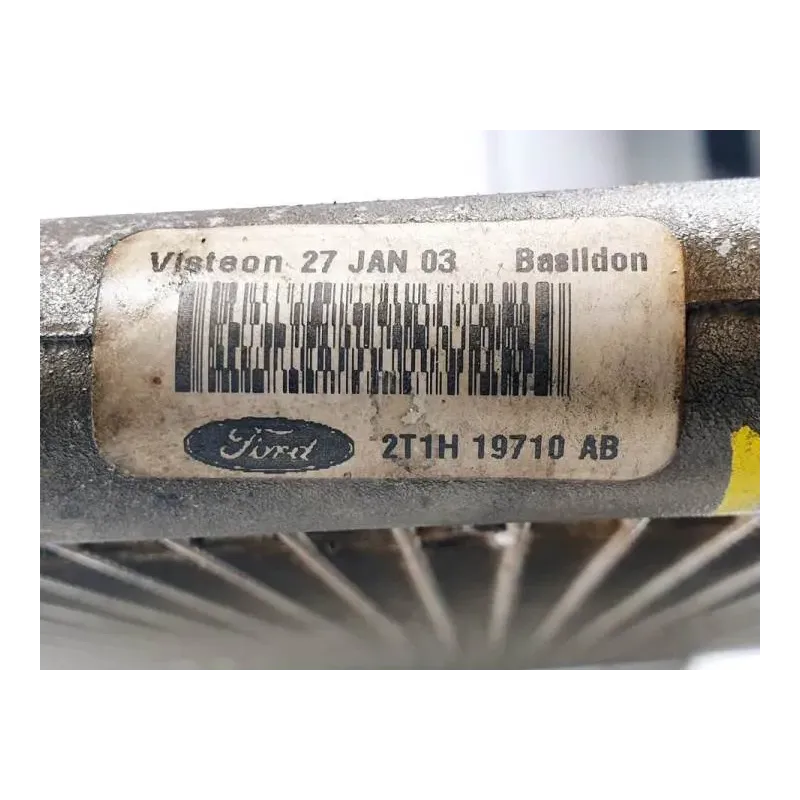 Visteon 27 JAN 03 Basildon
Ford 2T1H 19710 AB